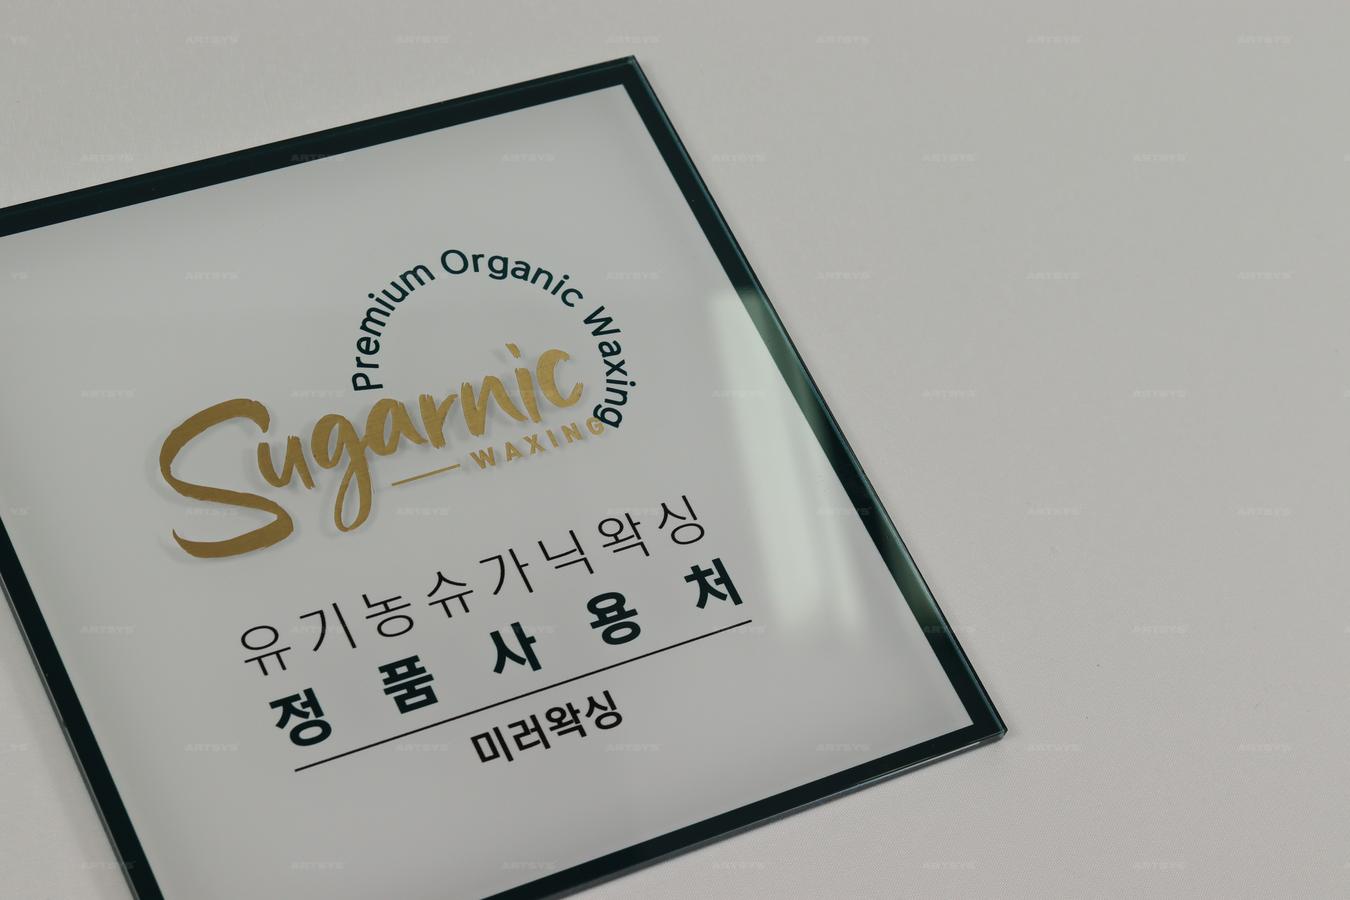 Premium Organic Waxing
Sugarnic
WAXING
유기농슈가닉왁싱
정품사용처
미러왁싱
ARTSYS